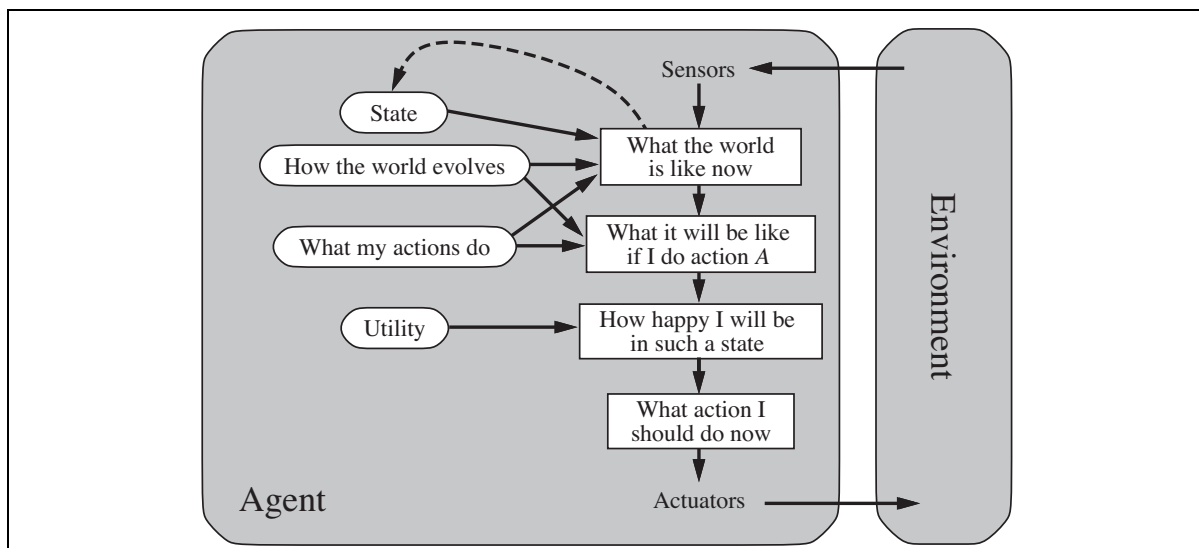 Sensors
State
What the world
is like now
How the world evolves
What my actions do
What it will be like
if I do action A
Utility
How happy I will be
in such a state
What action I
should do now
Agent
Actuators
Environment